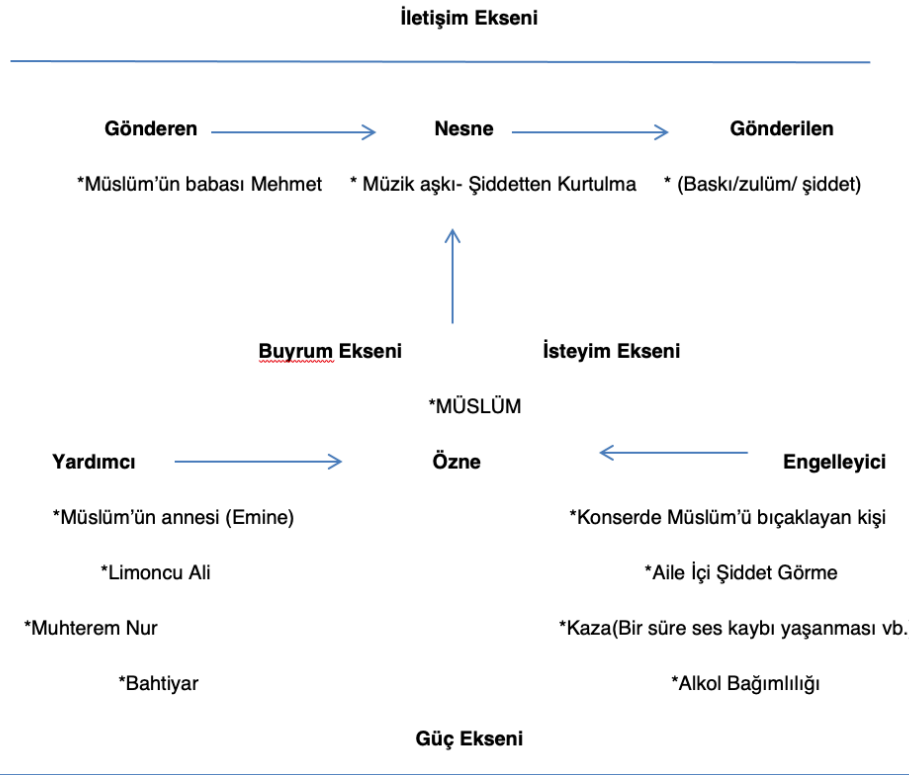 İletişim Ekseni
Gönderen Nesne Gönderilen
*Müslüm’ün babası Mehmet * Müzik aşkı- Şiddetten Kurtulma * (Baskı/zulüm/ şiddet)
Buyrum Ekseni İsteyim Ekseni
*MÜSLÜM
Yardımcı Özne Engelleyici
*Müslüm’ün annesi (Emine) *Konserde Müslüm’ü bıçaklayan kişi
*Limoncu Ali *Aile İçi Şiddet Görme
*Muhterem Nur *Kaza(Bir süre ses kaybı yaşanması vb.
*Bahtiyar *Alkol Bağımlılığı
Güç Ekseni